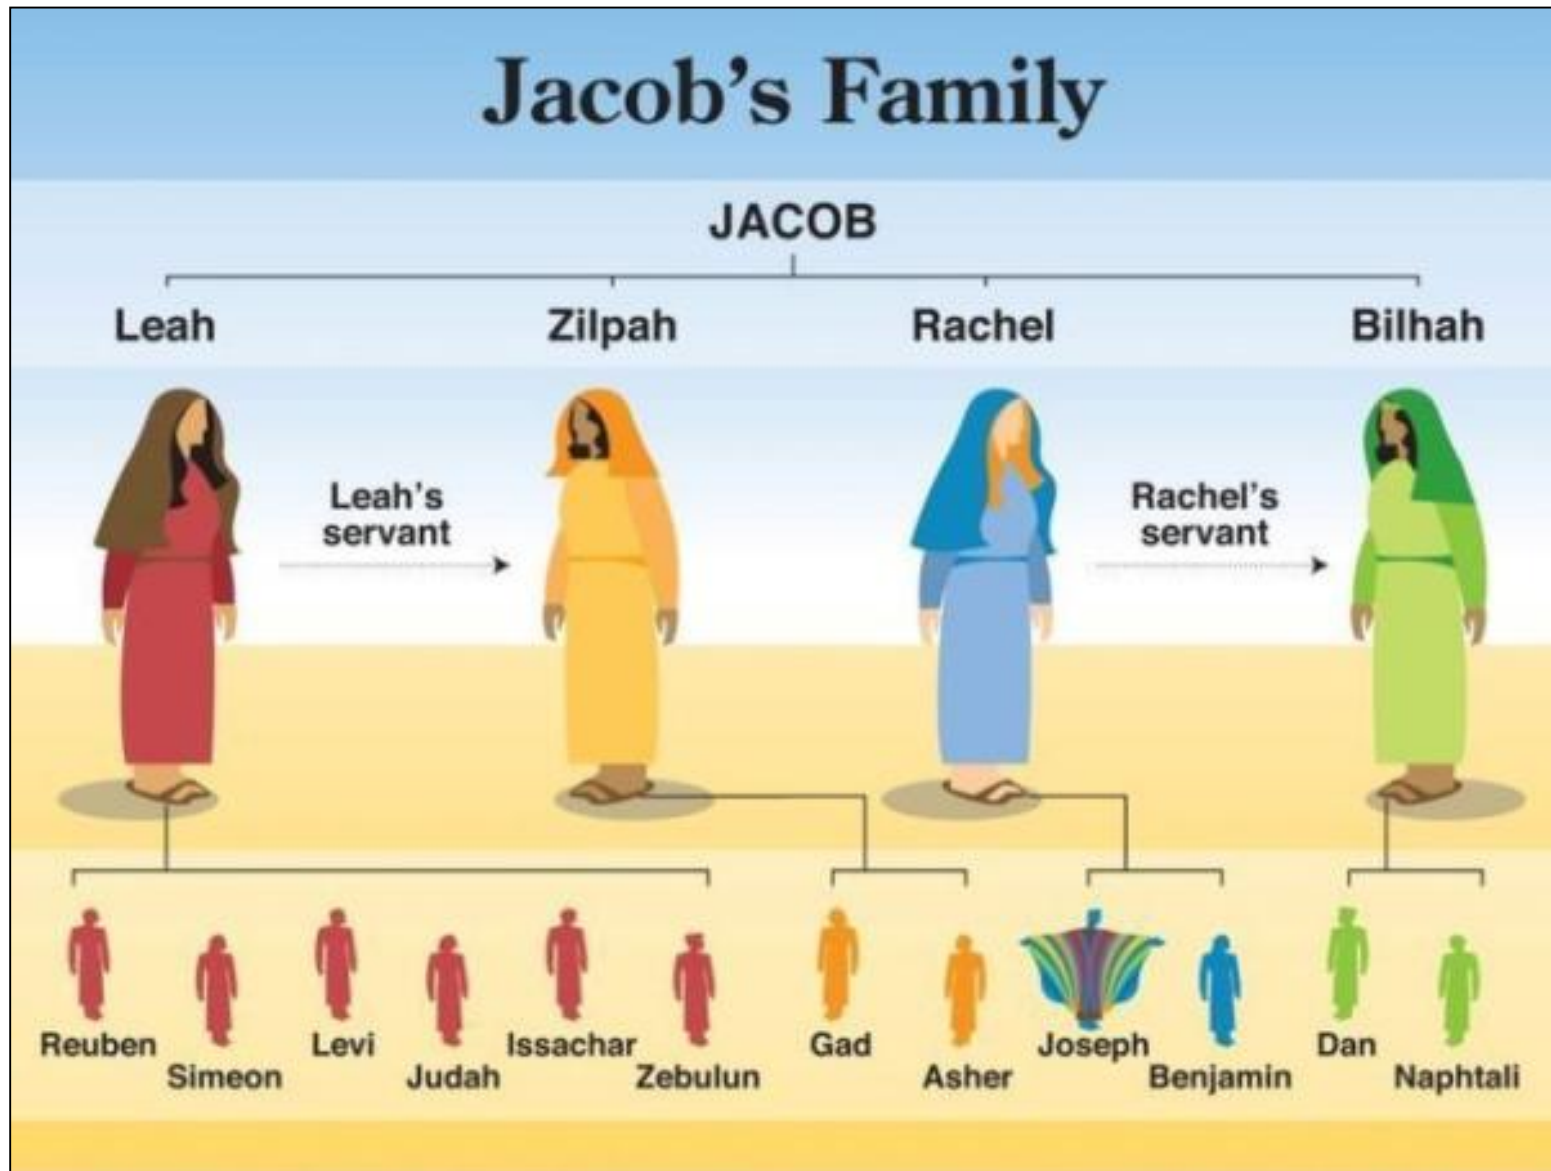 Jacob's Family
JACOB
Leah
Zilpah
Rachel
Bilhah
Leah's
servant
Rachel's
servant
Reuben
Simeon
Levi
Judah
Issachar
Zebulun
Gad
Asher
Joseph
Benjamin
Dan
Naphtali